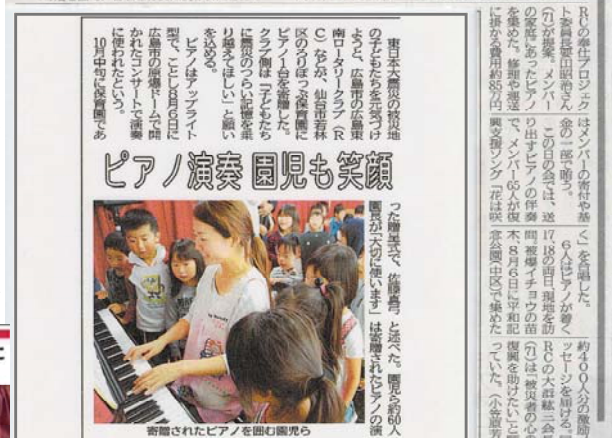 ＲＣの奉仕プロジェク
ト委員長粟田昭治さん
(71)が提案。メンバー
の家庭にあったピアノ
を集めた。修理や運送
に掛かる費用約85万円
はメンバーの寄付や基
金の一部で賄う。
この日の会では、送
り出すピアノの伴奏
で、メンバー65人が復
興支援ソング「花は咲
く」を合唱した。
６人はピアノが着く
17、18の両日、現地を訪
問。被爆イチョウの苗
木、８月６日に平和記
念公園(中区)で集めた
約４００人分の激励
ッセージを届ける。
ＲＣの大群 三会
(71)は「被災者の心
復興を助けたい」と
っていた。（小笠原芳
ピアノ演奏 園児も笑顔
東日本大震災の被災地
の子どもたちを元気づけ
ようと、広島市の広島東
南ロータリークラブ（Ｒ
Ｃ）などが、仙台市若林
区のろりぽっぷ保育園に
ピアノ１台を寄贈した。
クラブ側は「子どもたち
に震災のつらい記憶を乗
り越えてほしい」と願い
を込める。
ピアノはアップライト
型で、ことし８月６日に
広島市の原爆ドームで開
かれたコンサートで演奏
に使われたという。
10月中旬に保育園であ
った贈呈式で、佐藤嘉弓
園長が「大切に使います」
と述べた。園児ら約60人
は寄贈されたピアノの演
寄贈されたピアノを囲む園児ら